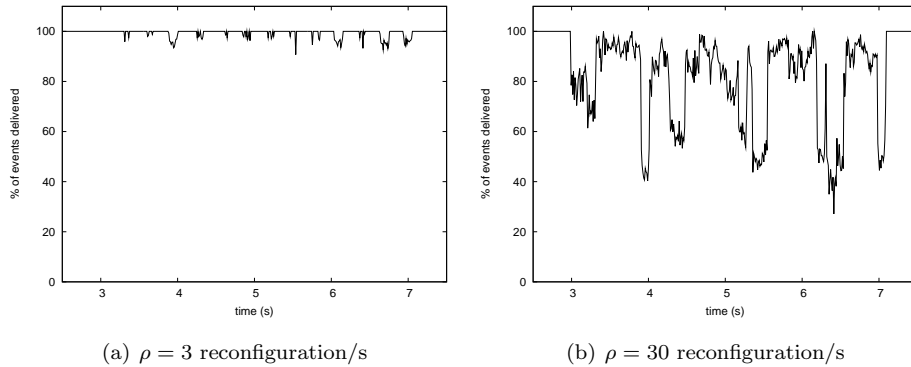 100
80
60
40
20
0
% of events delivered
3 4 5 6 7
time (s)
(a) ρ = 3 reconfiguration/s
100
80
60
40
20
0
% of events delivered
3 4 5 6 7
time (s)
(b) ρ = 30 reconfiguration/s